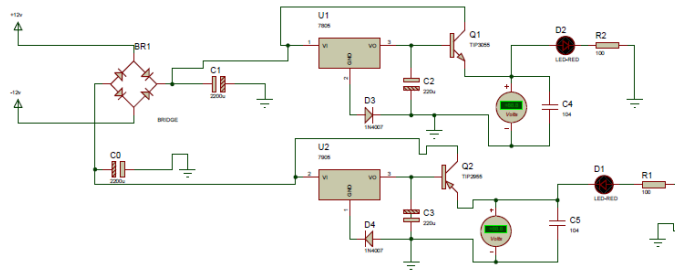 +12v
-12v
BR1
BRIDGE
C1
2200u
C0
2200u
U1
7805
1
VI
VO
3
GND
2
D3
1N4007
C2
220u
Q1
TIP3055
+
Volts
-
C4
104
D2
LED-RED
R2
100
U2
7905
2
VI
VO
3
GND
1
D4
1N4007
C3
220u
Q2
TIP2955
+
Volts
-
C5
104
D1
LED-RED
R1
100